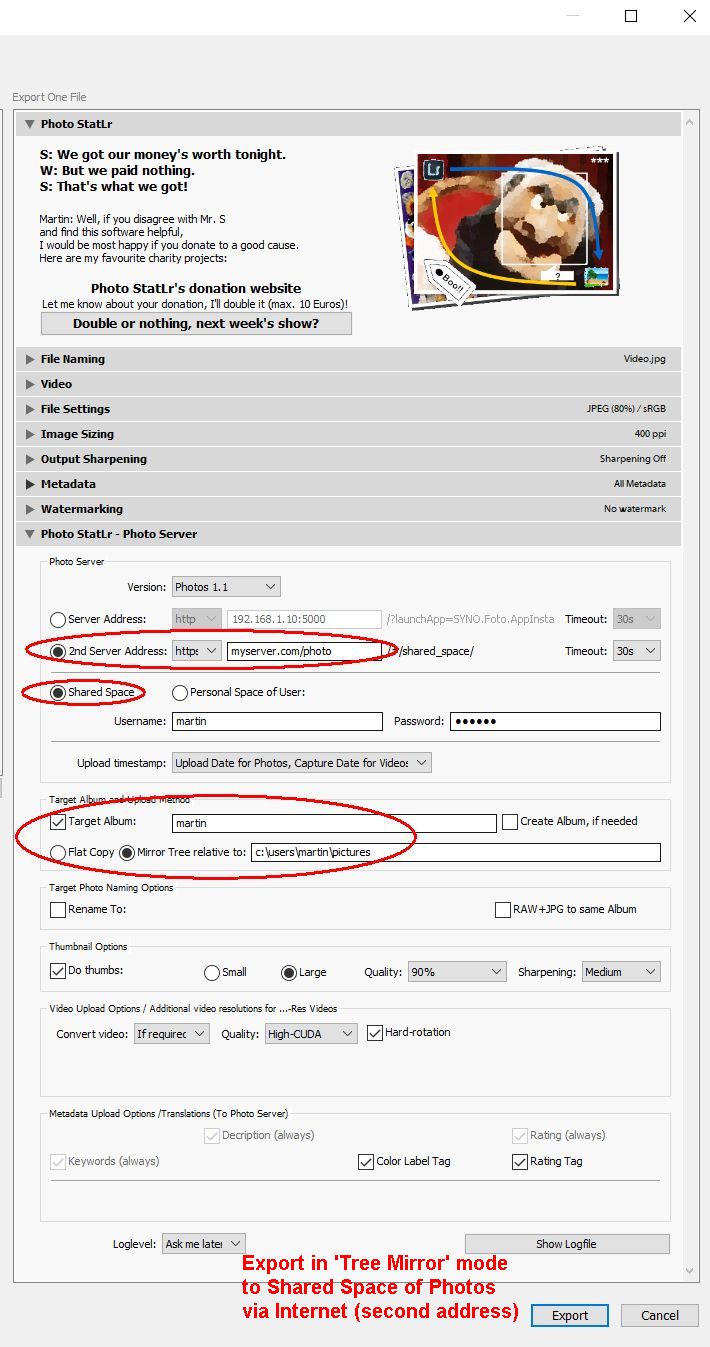 Export One File
Photo StatLr
S: We got our money's worth tonight.
W: But we paid nothing.
S: That's what we got!
Martin: Well, if you disagree with Mr. S
and find this software helpful,
I would be most happy if you donate to a good cause.
Here are my favourite charity projects:
Photo StatLr's donation website
Let me know about your donation, I'll double it (max. 10 Euros)!
Double or nothing, next week's show?
Lr
***
Boo!!
?
File Naming Video.jpg
Video
File Settings JPEG (80%) / sRGB
Image Sizing 400 ppi
Output Sharpening Sharpening Off
Metadata All Metadata
Watermarking No watermark
Photo StatLr - Photo Server
Photo Server
Version: Photos 1.1
Server Address: http 192.168.1.10:5000 /?launchApp=SYNO.Foto.AppInsta Timeout: 30s
2nd Server Address: https myserver.com/photo /shared_space/ Timeout: 30s
Shared Space Personal Space of User:
Username: martin Password: ••••••
Upload timestamp: Upload Date for Photos, Capture Date for Videos
Target Album and Upload Method
Target Album: martin Create Album, if needed
Flat Copy Mirror Tree relative to: c:\users\martin\pictures
Target Photo Naming Options
Rename To: RAW+JPG to same Album
Thumbnail Options
Do thumbs: Small Large Quality: 90% Sharpening: Medium
Video Upload Options / Additional video resolutions for ...-Res Videos
Convert video: If required Quality: High-CUDA Hard-rotation
Metadata Upload Options /Translations (To Photo Server)
Decription (always) Rating (always)
Keywords (always) Color Label Tag Rating Tag
Loglevel: Ask me later Show Logfile
Export in 'Tree Mirror' mode
to Shared Space of Photos
via Internet (second address)
Export Cancel